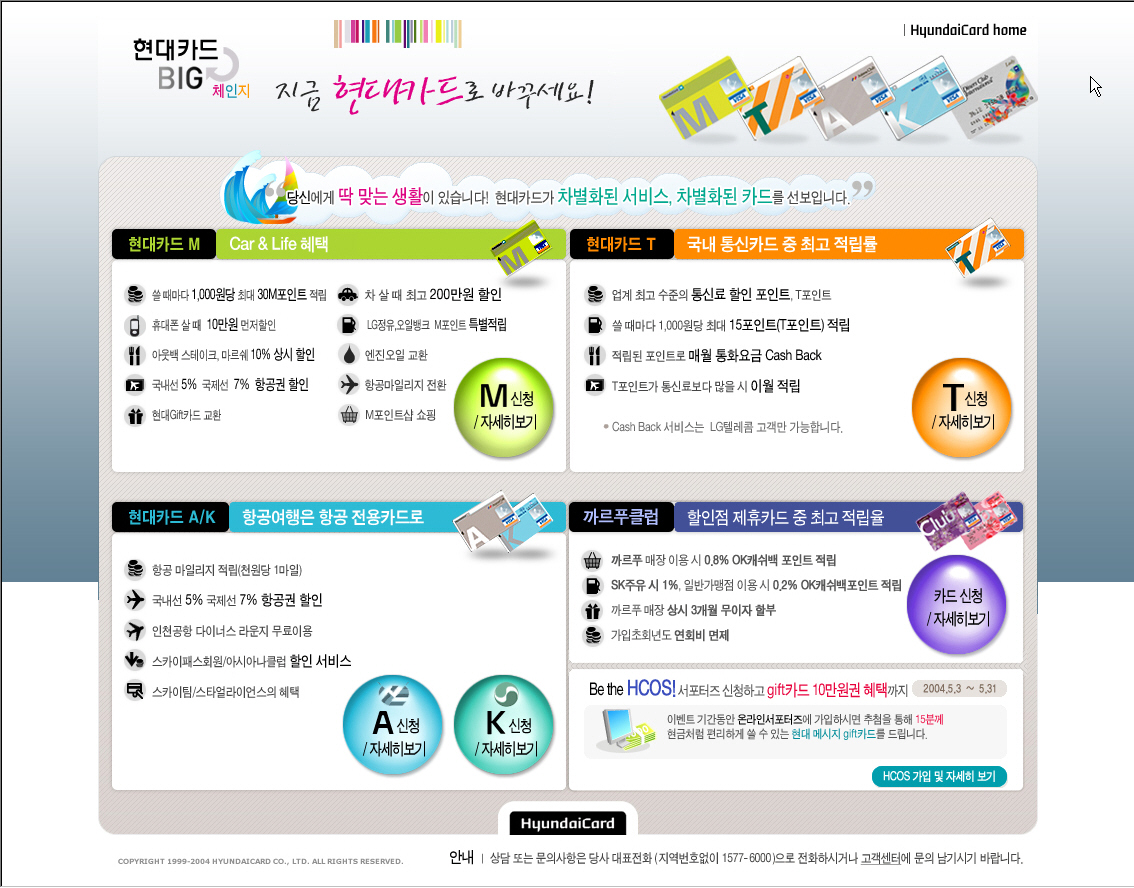 현대카드
BIG
체인지
지금 현대카드로 바꾸세요!
HyundaiCard home
M
T
A
K
당신에게 딱 맞는 생활이 있습니다! 현대카드가 차별화된 서비스, 차별화된 카드를 선보입니다.”
현대카드 M Car & Life 혜택
쓸 때마다 1,000원당 최대 30M포인트 적립
휴대폰 살 때 10만원 먼저할인
아웃백 스테이크, 마르쉐 10% 상시 할인
국내선 5% 국제선 7% 항공권 할인
현대Gift카드 교환
차 살 때 최고 200만원 할인
LG정유,오일뱅크 M포인트 특별적립
엔진오일 교환
항공마일리지 전환
M포인트샵 쇼핑
M 신청
/ 자세히보기
현대카드 T 국내 통신카드 중 최고 적립률
업계 최고 수준의 통신료 할인 포인트, T포인트
쓸 때마다 1,000원당 최대 15포인트(T포인트) 적립
적립된 포인트로 매월 통화요금 Cash Back
T포인트가 통신료보다 많을 시 이월 적립
Cash Back 서비스는 LG텔레콤 고객만 가능합니다.
T 신청
/ 자세히보기
현대카드 A/K 항공여행은 항공 전용카드로
항공 마일리지 적립(천원당 1마일)
국내선 5% 국제선 7% 항공권 할인
인천공항 다이너스 라운지 무료이용
스카이패스회원/아시아나클럽 할인 서비스
스카이팀/스타얼라이언스의 혜택
A 신청
/ 자세히보기
K 신청
/ 자세히보기
까르푸클럽 할인점 제휴카드 중 최고 적립율
Club
까르푸 매장 이용 시 0.8% OK캐쉬백 포인트 적립
SK주유 시 1%, 일반가맹점 이용 시 0.2% OK캐쉬백포인트 적립
까르푸 매장 상시 3개월 무이자 할부
가입초회년도 연회비 면제
카드 신청
/ 자세히보기
Be the HCOS! 서포터즈 신청하고 gift카드 10만원권 혜택까지 2004.5.3 ~ 5.31
이벤트 기간동안 온라인서포터즈에 가입하시면 추첨을 통해 15분께
현금처럼 편리하게 쓸 수 있는 현대 메시지 gift카드를 드립니다.
HCOS 가입 및 자세히 보기
HyundaiCard
COPYRIGHT 1999-2004 HYUNDAICARD CO., LTD. ALL RIGHTS RESERVED.
안내 | 상담 또는 문의사항은 당사 대표전화 (지역번호없이 1577-6000)으로 전화하시거나 고객센터에 문의 남기시기 바랍니다.